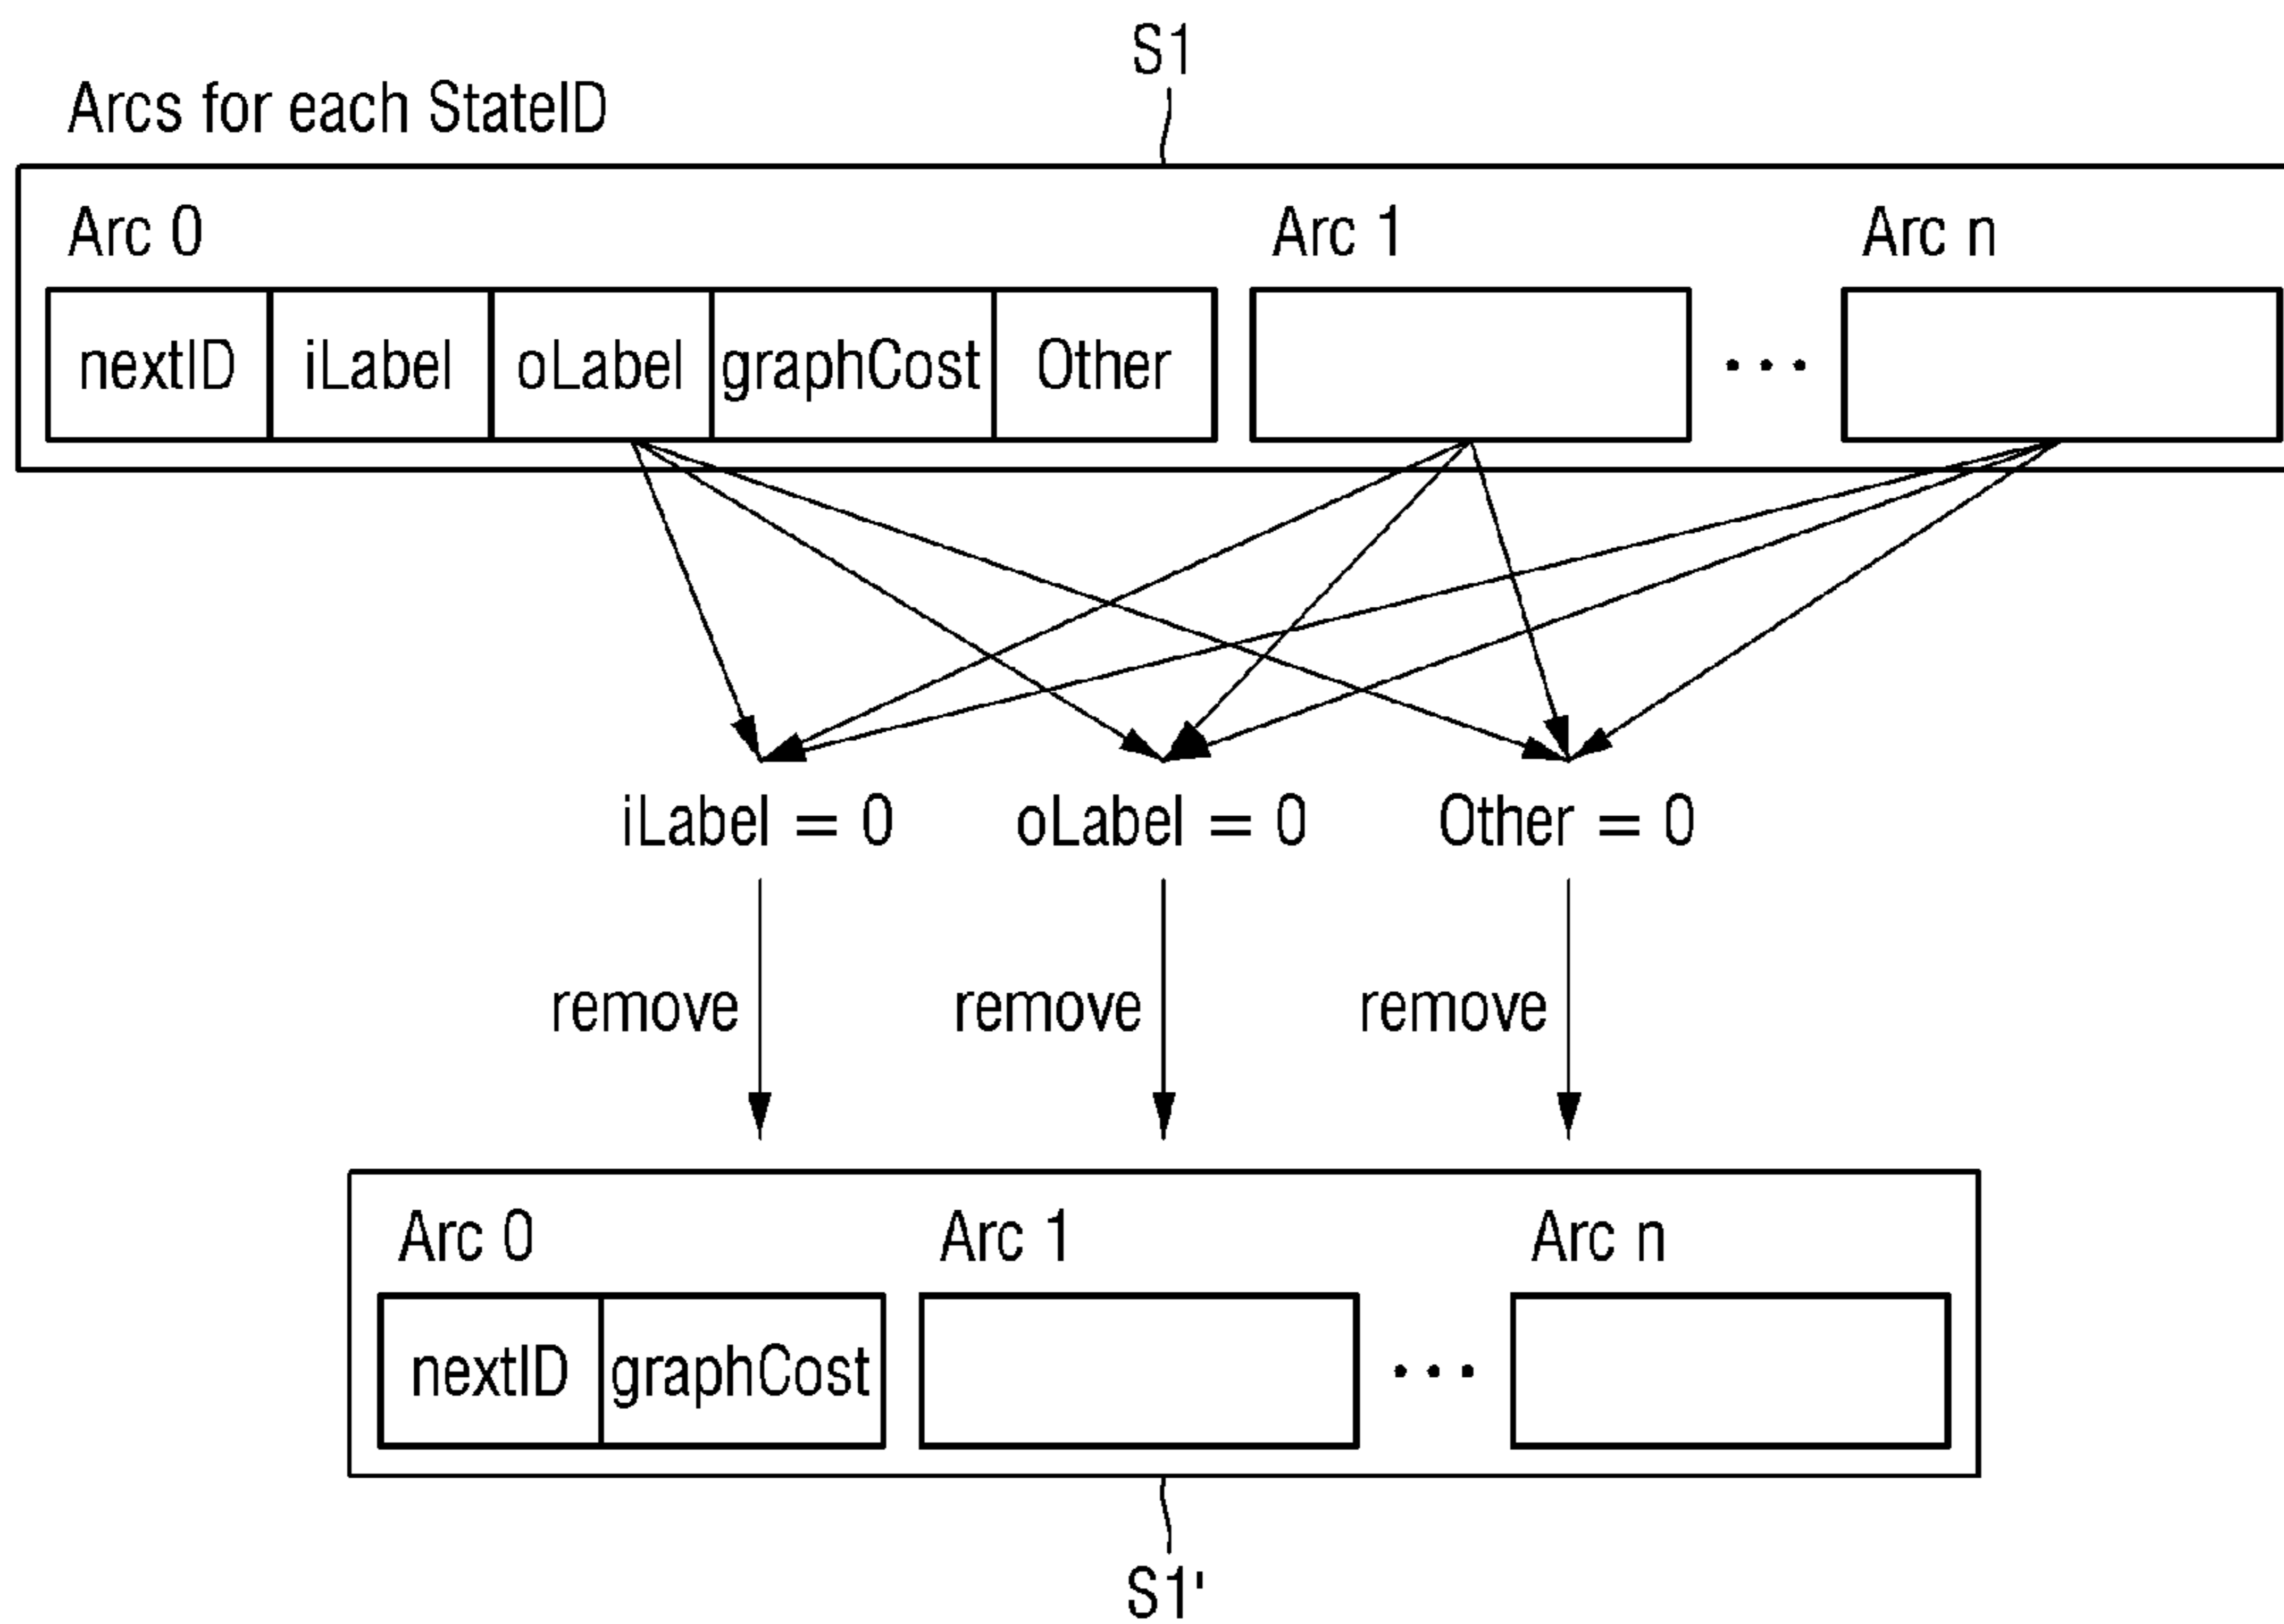 S1
Arcs for each StateID
Arc 0 Arc 1 Arc n
nextID iLabel oLabel graphCost Other ...
iLabel = 0 oLabel = 0 Other = 0
remove remove remove
Arc 0 Arc 1 Arc n
nextID graphCost ...
S1'